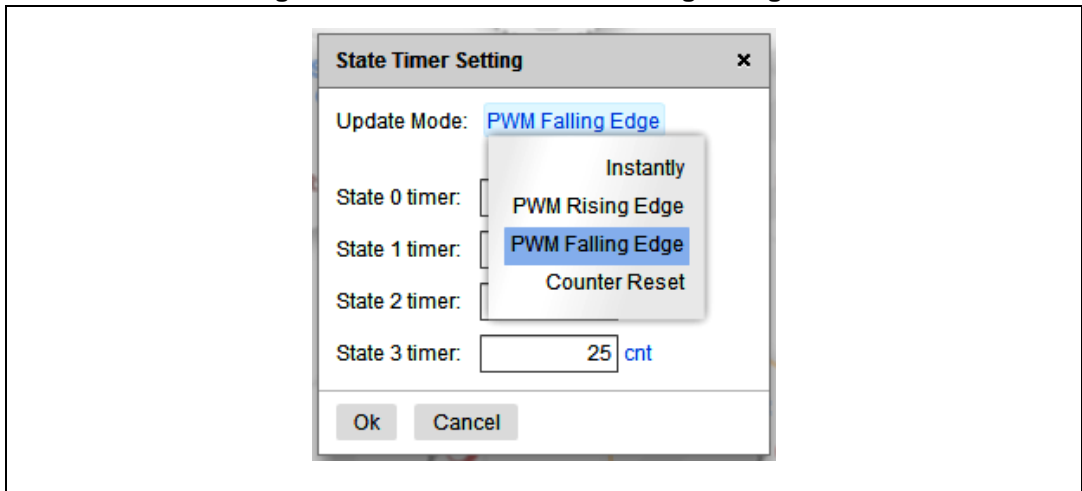 State Timer Setting ×
Update Mode: PWM Falling Edge
Instantly
State 0 timer:
PWM Rising Edge
State 1 timer:
PWM Falling Edge
Counter Reset
State 2 timer:
State 3 timer: 25 cnt
Ok Cancel